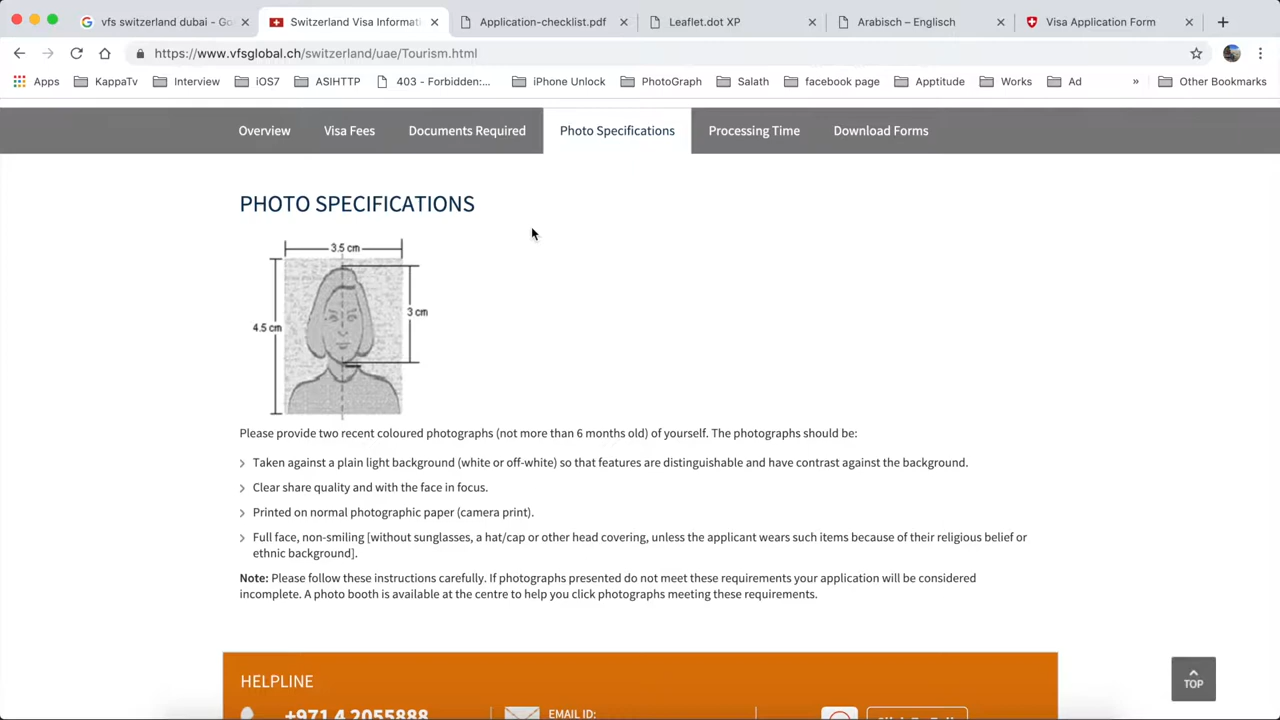 vfs switzerland dubai - Go
Switzerland Visa Informati
Application-checklist.pdf
Leaflet.dot XP
Arabisch – Englisch
Visa Application Form
https://www.vfsglobal.ch/switzerland/uae/Tourism.html
Apps
KappaTv
Interview
iOS7
ASIHTTP
403 - Forbidden:...
iPhone Unlock
PhotoGraph
Salath
facebook page
Apptitude
Works
Ad
»
Other Bookmarks
Overview
Visa Fees
Documents Required
Photo Specifications
Processing Time
Download Forms
PHOTO SPECIFICATIONS
3.5 cm
3 cm
4.5 cm
Please provide two recent coloured photographs (not more than 6 months old) of yourself. The photographs should be:
Taken against a plain light background (white or off-white) so that features are distinguishable and have contrast against the background.
Clear share quality and with the face in focus.
Printed on normal photographic paper (camera print).
Full face, non-smiling [without sunglasses, a hat/cap or other head covering, unless the applicant wears such items because of their religious belief or
ethnic background].
Note: Please follow these instructions carefully. If photographs presented do not meet these requirements your application will be considered
incomplete. A photo booth is available at the centre to help you click photographs meeting these requirements.
TOP
HELPLINE
+971 4 2055888
EMAIL ID: